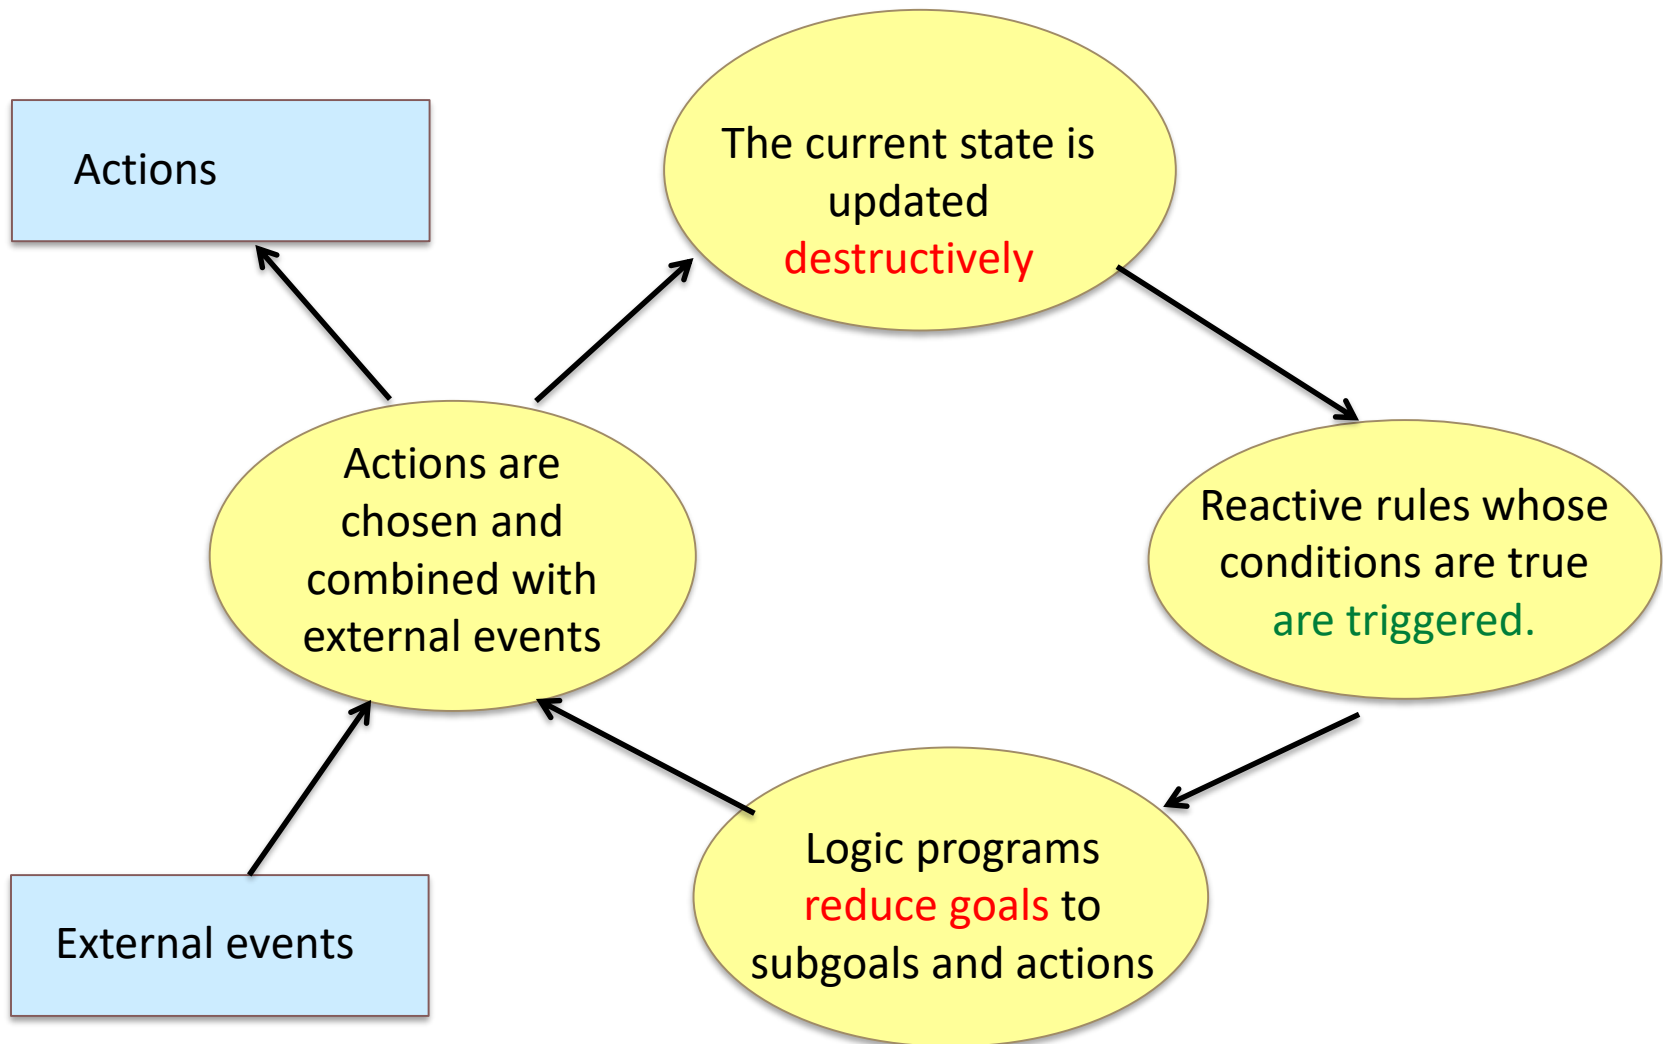 Actions
The current state is
updated
destructively
Actions are
chosen and
combined with
external events
Reactive rules whose
conditions are true
are triggered.
Logic programs
reduce goals to
subgoals and actions
External events